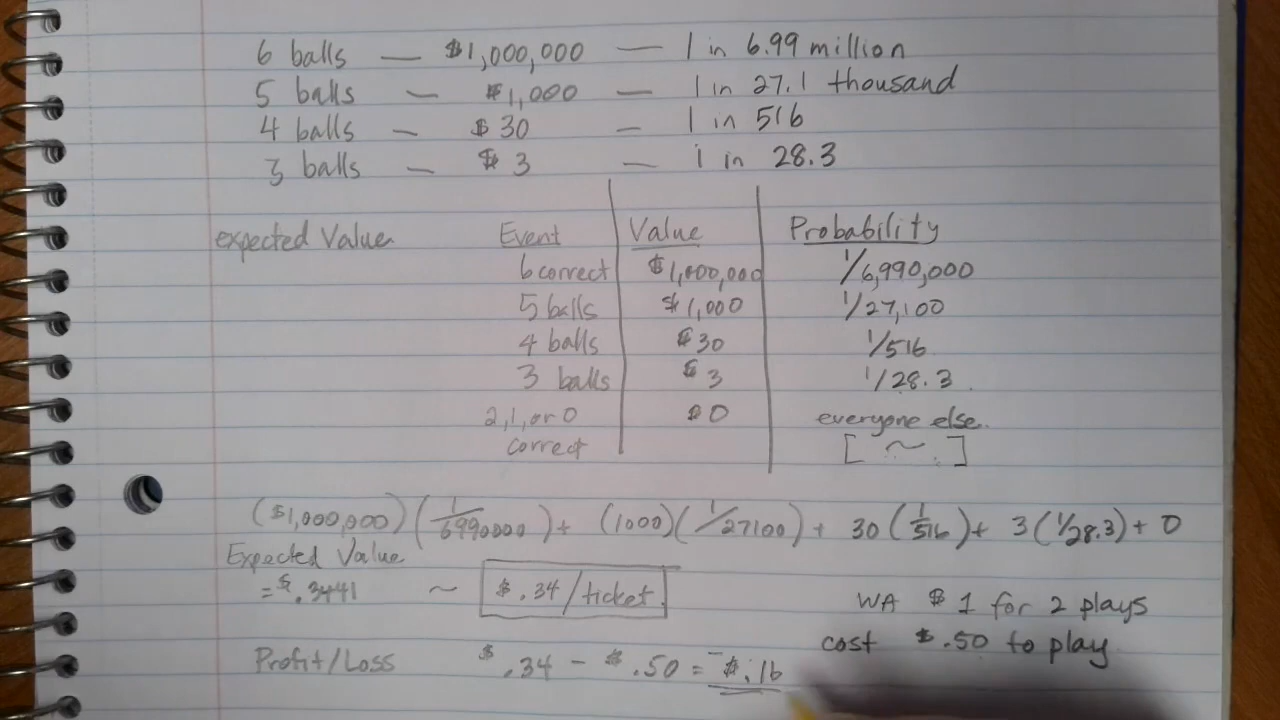 6 balls — $1,000,000 — 1 in 6.99 million
5 balls — $1,000 — 1 in 27.1 thousand
4 balls — $30 — 1 in 516
3 balls — $3 — 1 in 28.3
expected Value Event Value Probability
6 correct $1,000,000 1/6,990,000
5 balls $1,000 1/27,100
4 balls $30 1/516
3 balls $3 1/28.3
2, 1, or 0 $0 everyone else.
correct [ ~ ]
($1,000,000)(1/6990000) + (1000)(1/27100) + 30(1/516) + 3(1/28.3) + 0
Expected Value
= $.3441 ~ $.34/ticket.
WA $1 for 2 plays
cost $.50 to play
Profit/Loss $.34 - $.50 = -$.16